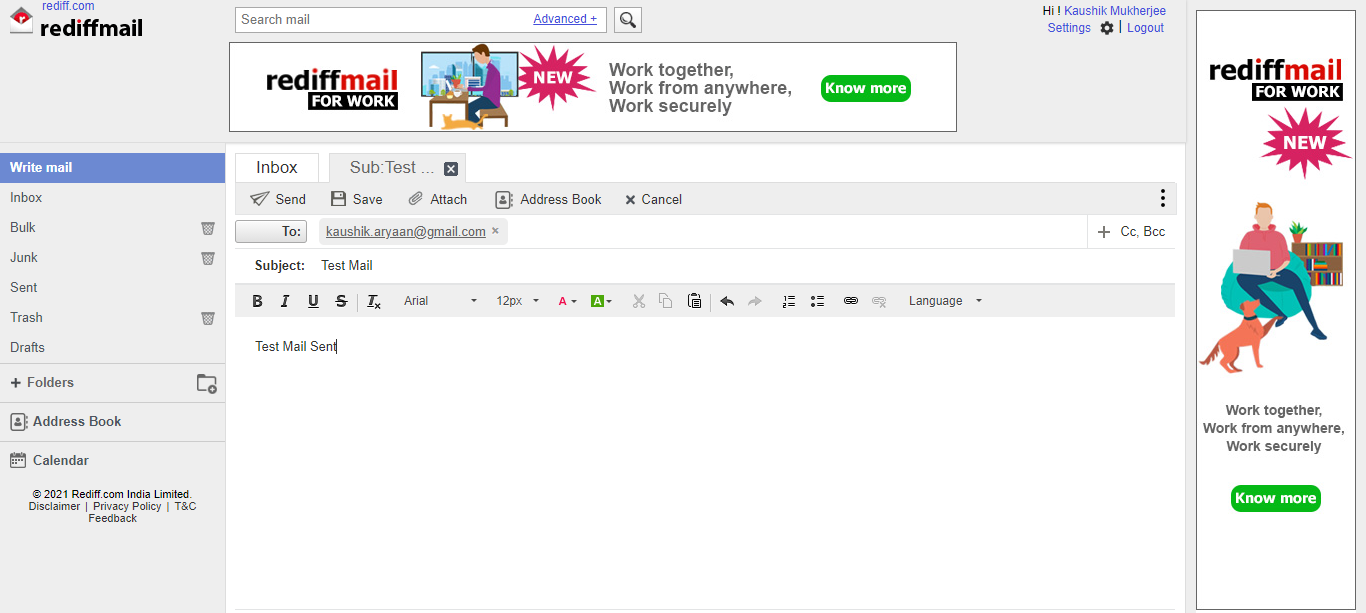 rediff.com
rediffmail
Search mail
Advanced +
Hi ! Kaushik Mukherjee
Settings | Logout
rediffmail
FOR WORK
NEW
Work together,
Work from anywhere,
Work securely
Know more
Write mail
Inbox
Bulk
Junk
Sent
Trash
Drafts
+ Folders
Address Book
Calendar
© 2021 Rediff.com India Limited.
Disclaimer | Privacy Policy | T&C
Feedback
Inbox
Sub:Test ...
Send Save Attach Address Book Cancel
To: kaushik.aryaan@gmail.com × + Cc, Bcc
Subject: Test Mail
B I U S Tx Arial 12px A A Language
Test Mail Sent
rediffmail
FOR WORK
NEW
Work together,
Work from anywhere,
Work securely
Know more